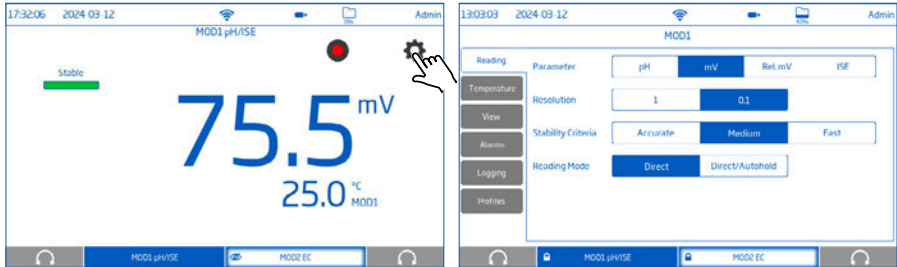 17:32:06 2024-03-12 Admin
MOD1 pH/ISE
Stable
75.5 mV
25.0 °C
MOD1
MOD1 pH/ISE MOD2 EC
13:03:03 2024-03-12 Admin
MOD1
Reading
Parameter pH mV Rel.mV ISE
Temperature
Resolution 1 0.1
View
Stability Criteria Accurate Medium Fast
Alarms
Reading Mode Direct Direct/Autohold
Logging
Profiles
MOD1 pH/ISE MOD2 EC